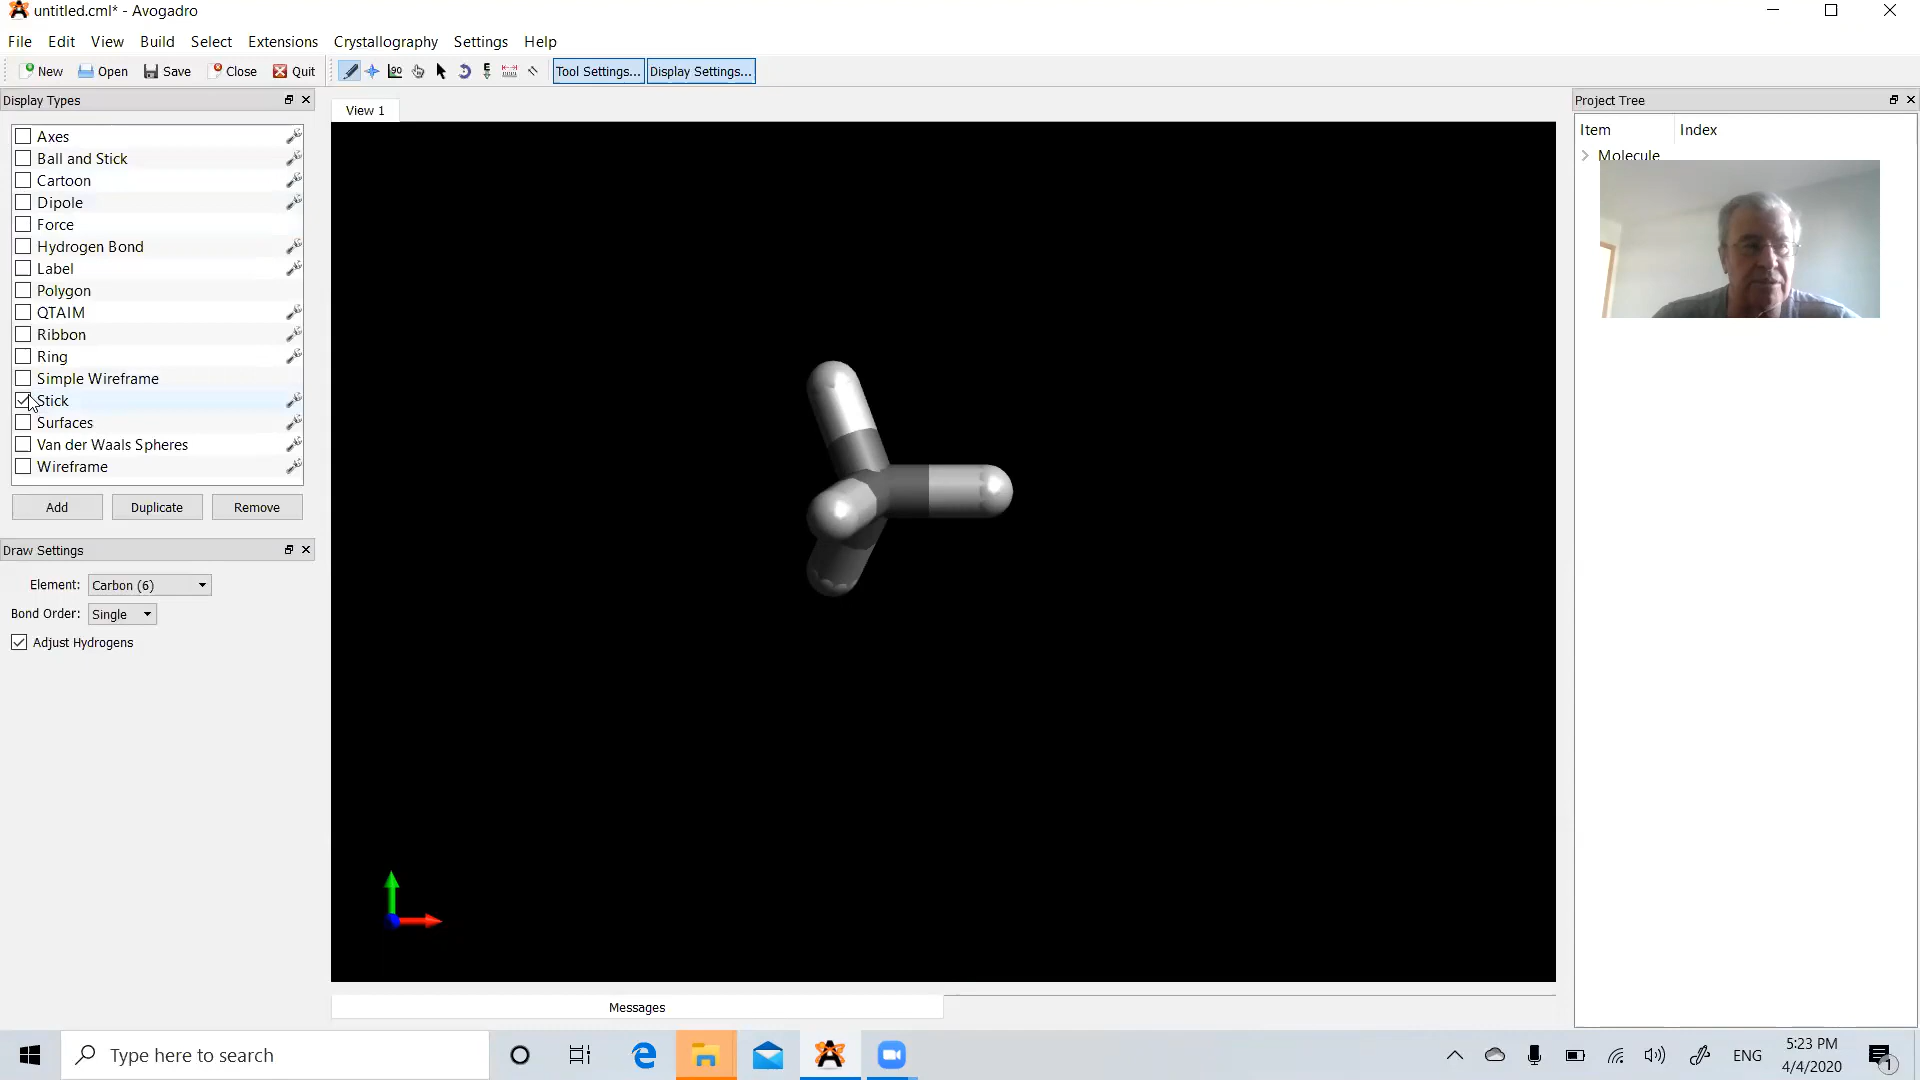 untitled.cml* - Avogadro
File Edit View Build Select Extensions Crystallography Settings Help
New Open Save Close Quit Tool Settings... Display Settings...
Display Types
View 1
Project Tree
Item Index
Molecule
Axes
Ball and Stick
Cartoon
Dipole
Force
Hydrogen Bond
Label
Polygon
QTAIM
Ribbon
Ring
Simple Wireframe
Stick
Surfaces
Van der Waals Spheres
Wireframe
Add Duplicate Remove
Draw Settings
Element: Carbon (6)
Bond Order: Single
Adjust Hydrogens
Messages
Type here to search
ENG
5:23 PM
4/4/2020
1